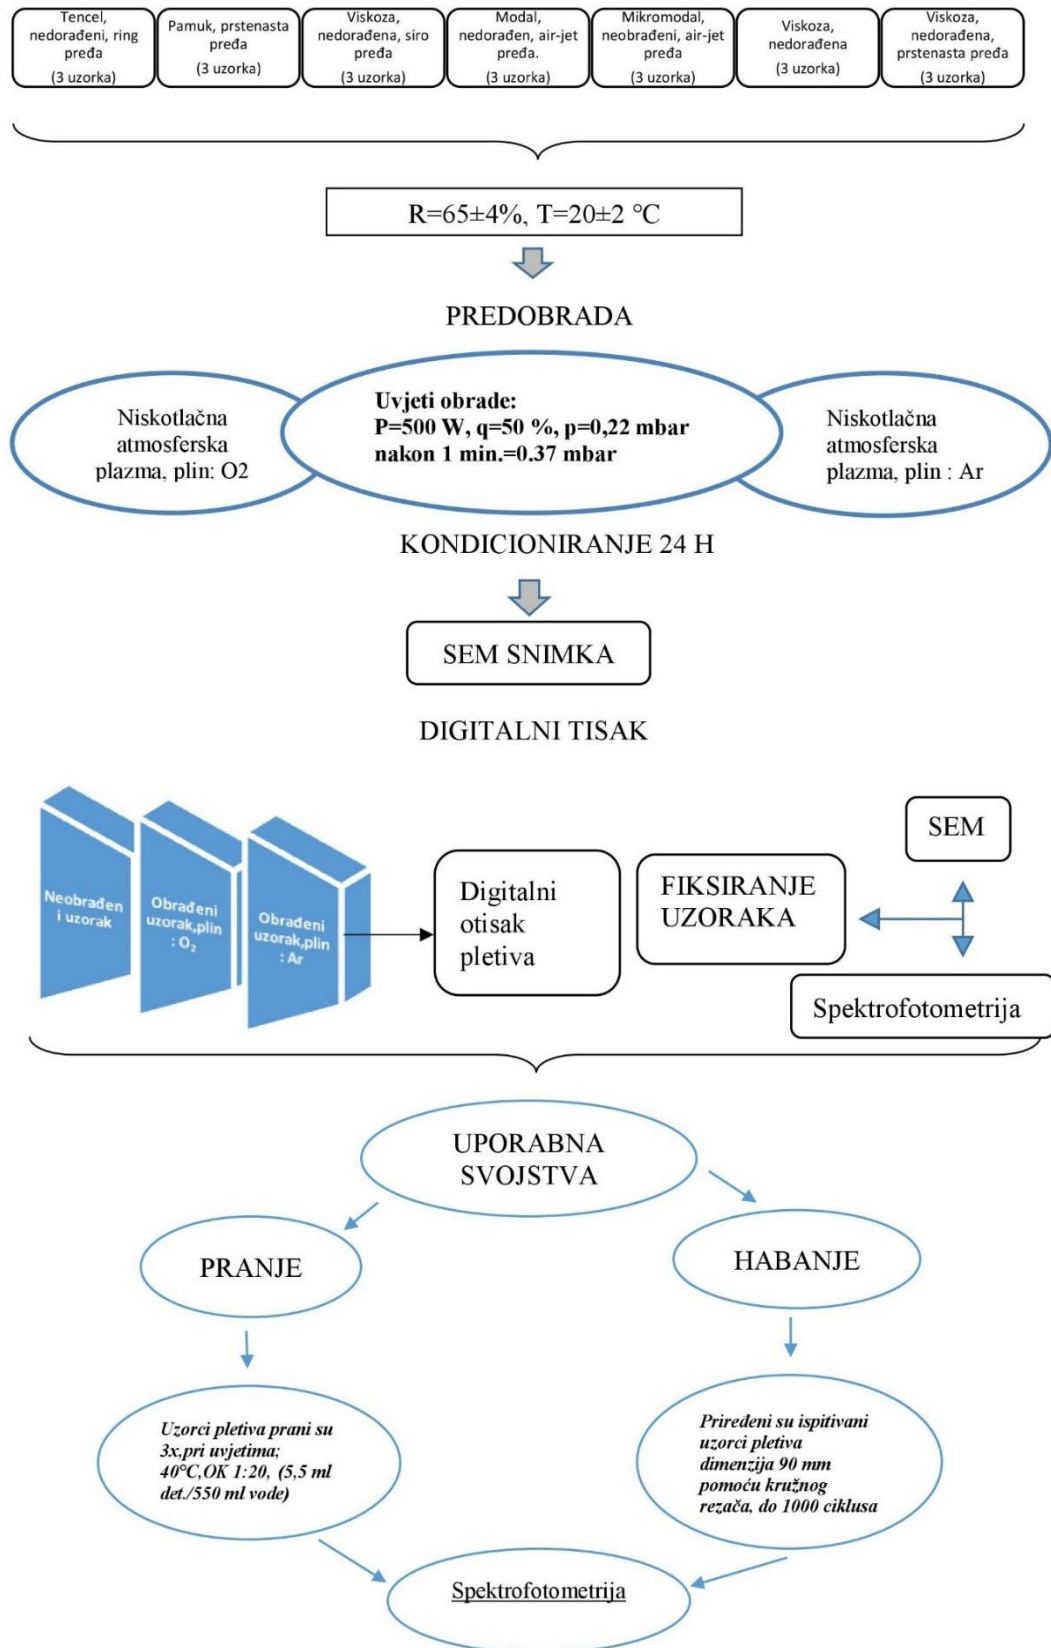 Tencel,
nedorađeni, ring
pređa
(3 uzorka)
Pamuk, prstenasta
pređa
(3 uzorka)
Viskoza,
nedorađena, siro
pređa
(3 uzorka)
Modal,
nedorađen, air-jet
pređa.
(3 uzorka)
Mikromodal,
neobrađeni, air-jet
pređa
(3 uzorka)
Viskoza,
nedorađena
(3 uzorka)
Viskoza,
nedorađena,
prstenasta pređa
(3 uzorka)
R=65±4%, T=20±2 °C
PREDOBRADA
Niskotlačna
atmosferska
plazma, plin: O2
Uvjeti obrade:
P=500 W, q=50 %, p=0,22 mbar
nakon 1 min.=0.37 mbar
Niskotlačna
atmosferska
plazma, plin : Ar
KONDICIONIRANJE 24 H
SEM SNIMKA
DIGITALNI TISAK
Neobrađen
i uzorak
Obrađeni
uzorak,plin
: O₂
Obrađeni
uzorak,plin
: Ar
Digitalni
otisak
pletiva
FIKSIRANJE
UZORAKA
SEM
Spektrofotometrija
UPORABNA
SVOJSTVA
PRANJE
HABANJE
Uzorci pletiva prani su
3x,pri uvjetima;
40°C,OK 1:20, (5,5 ml
det./550 ml vode)
Priređeni su ispitivani
uzorci pletiva
dimenzija 90 mm
pomoću kružnog
rezača, do 1000 ciklusa
Spektrofotometrija